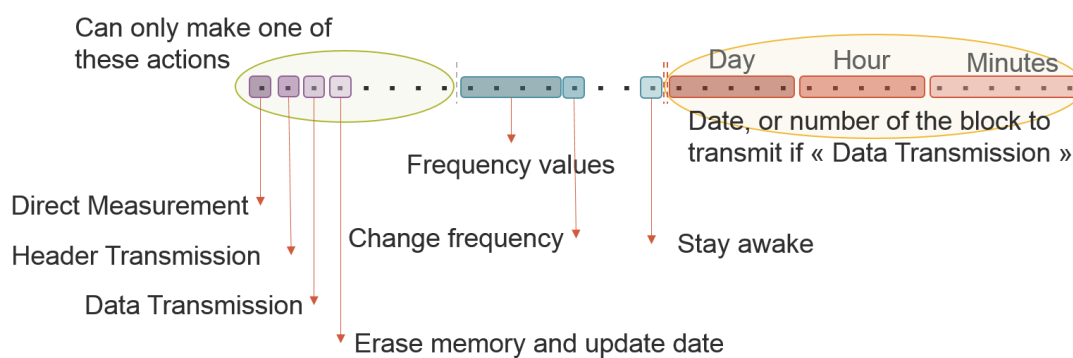 Can only make one of
these actions
Day
Hour
Minutes
Date, or number of the block to
transmit if « Data Transmission »
Frequency values
Direct Measurement
Change frequency
Stay awake
Header Transmission
Data Transmission
Erase memory and update date